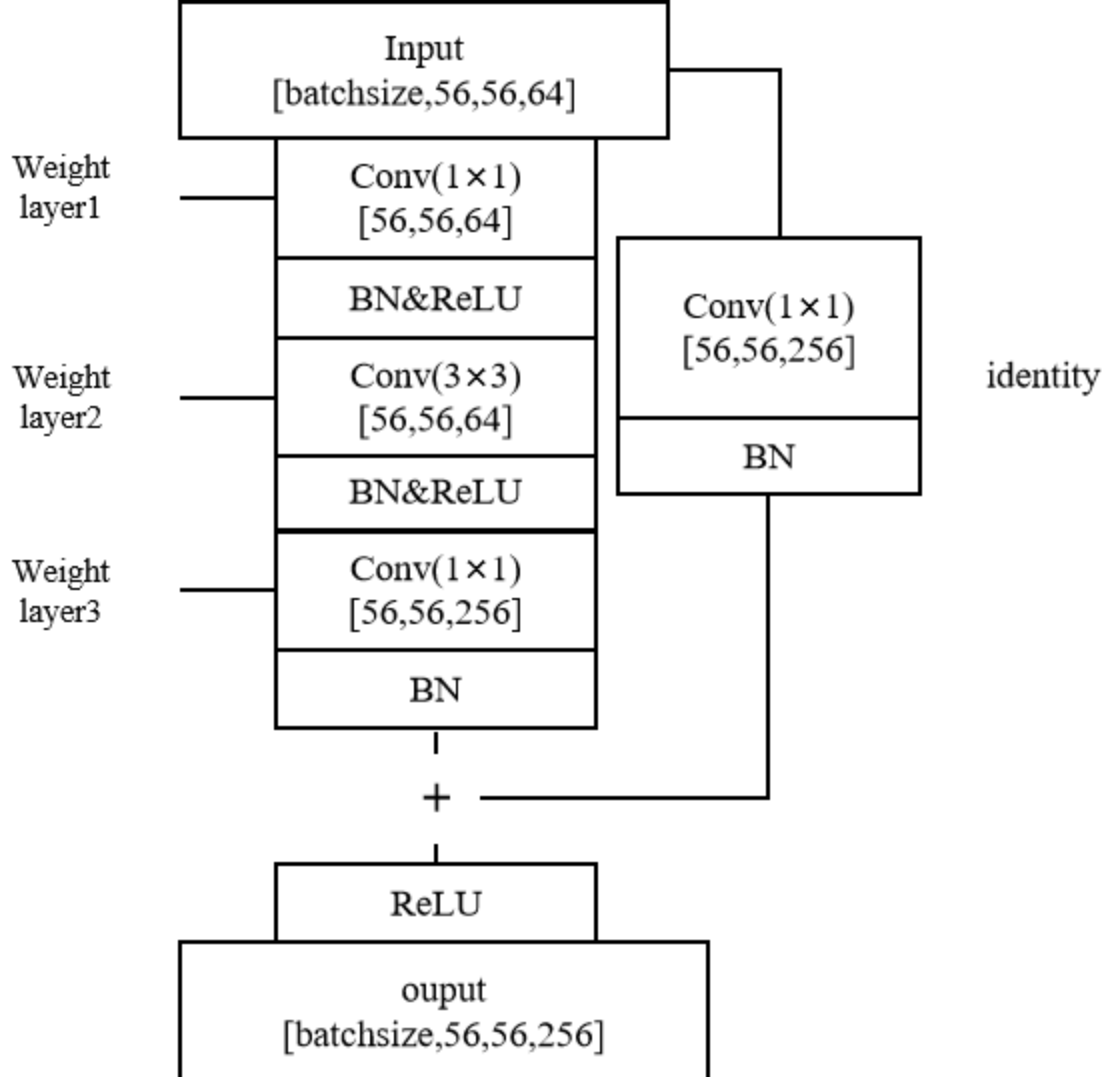 Input
[batchsize,56,56,64]
Weight
layer1
Conv(1×1)
[56,56,64]
BN&ReLU
Weight
layer2
Conv(3×3)
[56,56,64]
BN&ReLU
Weight
layer3
Conv(1×1)
[56,56,256]
BN
Conv(1×1)
[56,56,256]
BN
identity
+
ReLU
ouput
[batchsize,56,56,256]